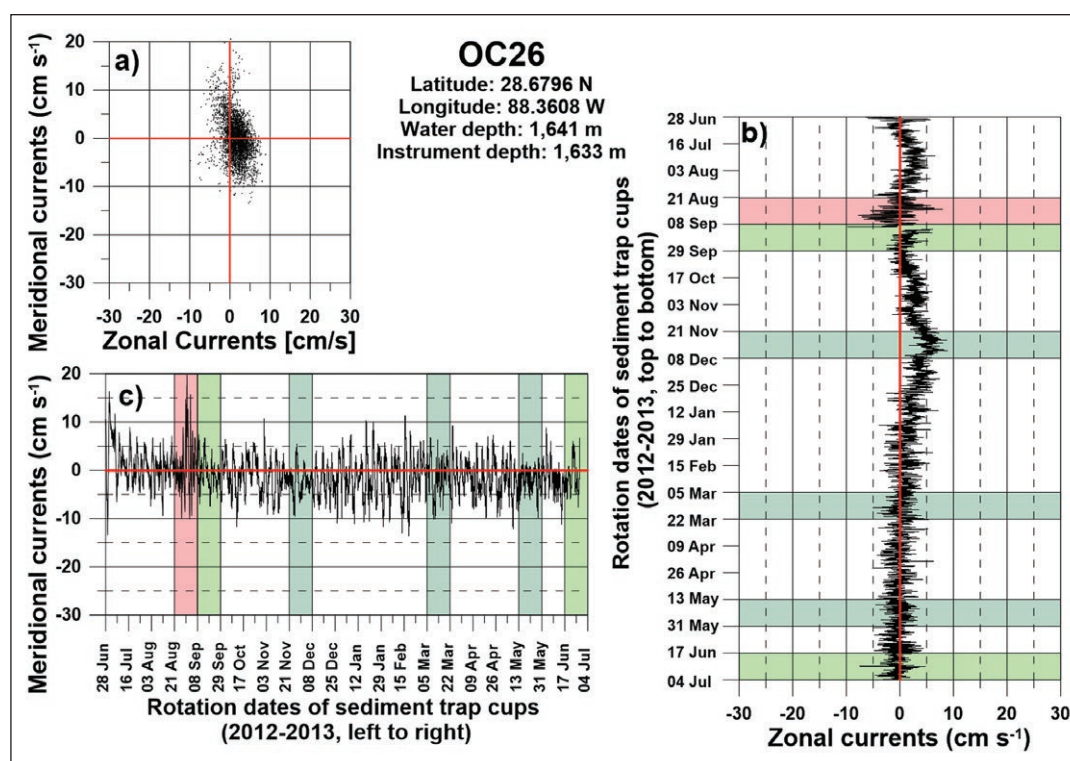 a)
Meridional currents (cm s⁻¹)
20
10
0
-10
-20
-30
-30 -20 -10 0 10 20 30
Zonal Currents [cm/s]
OC26
Latitude: 28.6796 N
Longitude: 88.3608 W
Water depth: 1,641 m
Instrument depth: 1,633 m
b)
Rotation dates of sediment trap cups
(2012-2013, top to bottom)
28 Jun
16 Jul
03 Aug
21 Aug
08 Sep
29 Sep
17 Oct
03 Nov
21 Nov
08 Dec
25 Dec
12 Jan
29 Jan
15 Feb
05 Mar
22 Mar
09 Apr
26 Apr
13 May
31 May
17 Jun
04 Jul
-30 -20 -10 0 10 20 30
Zonal currents (cm s⁻¹)
c)
Meridional currents (cm s⁻¹)
20
10
0
-10
-20
-30
28 Jun
16 Jul
03 Aug
21 Aug
08 Sep
29 Sep
17 Oct
03 Nov
21 Nov
08 Dec
25 Dec
12 Jan
29 Jan
15 Feb
05 Mar
22 Mar
09 Apr
26 Apr
13 May
31 May
17 Jun
04 Jul
Rotation dates of sediment trap cups
(2012-2013, left to right)